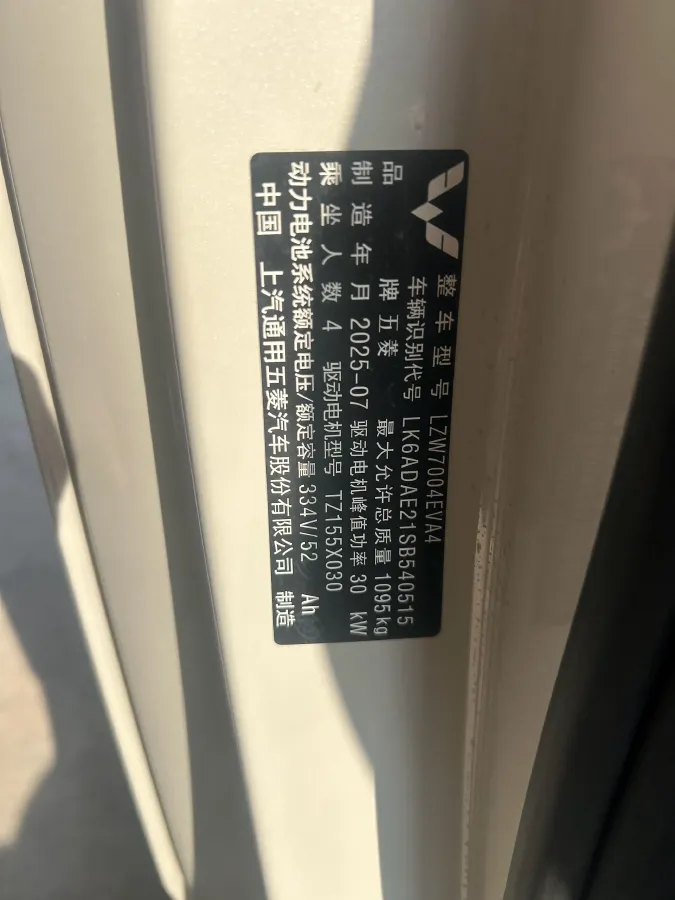 整车型号 LZW7004EVA4
车辆识别代号 LK6ADAE21SB540515
品牌 五菱 最大允许总质量 1095kg
制造年月 2025-07 驱动电机峰值功率 30 kW
乘坐人数 4 驱动电机型号 TZ155X030
动力电池系统额定电压/额定容量 334V/52 Ah
中国 上汽通用五菱汽车股份有限公司 制造